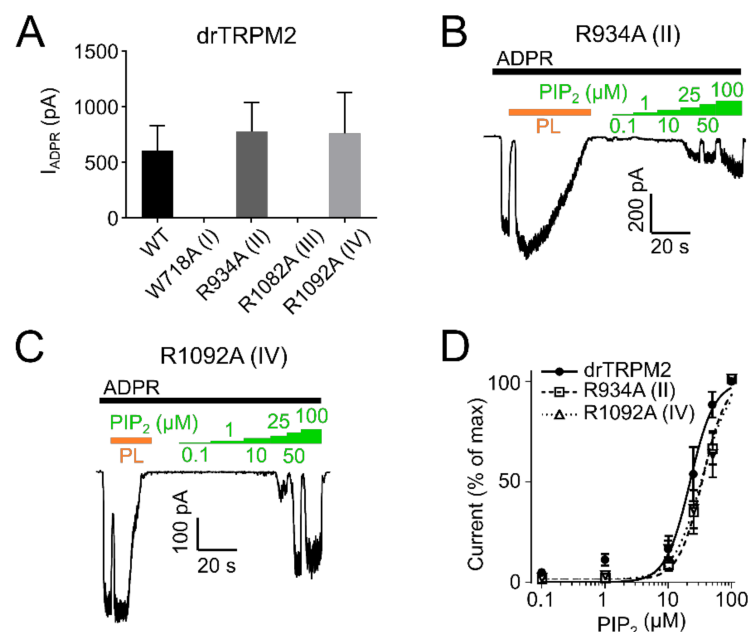 A
drTRPM2
I_ADPR (pA)
1500
1000
500
0
WT
W718A (I)
R934A (II)
R1082A (III)
R1092A (IV)
B
R934A (II)
ADPR
PIP₂ (μM)
100
25
1
PL
0.1
10
50
200 pA
20 s
C
R1092A (IV)
ADPR
PIP₂ (μM)
100
25
1
PL
0.1
10
50
100 pA
20 s
D
drTRPM2
R934A (II)
R1092A (IV)
Current (% of max)
100
50
0
0.1
1
10
100
PIP₂ (μM)